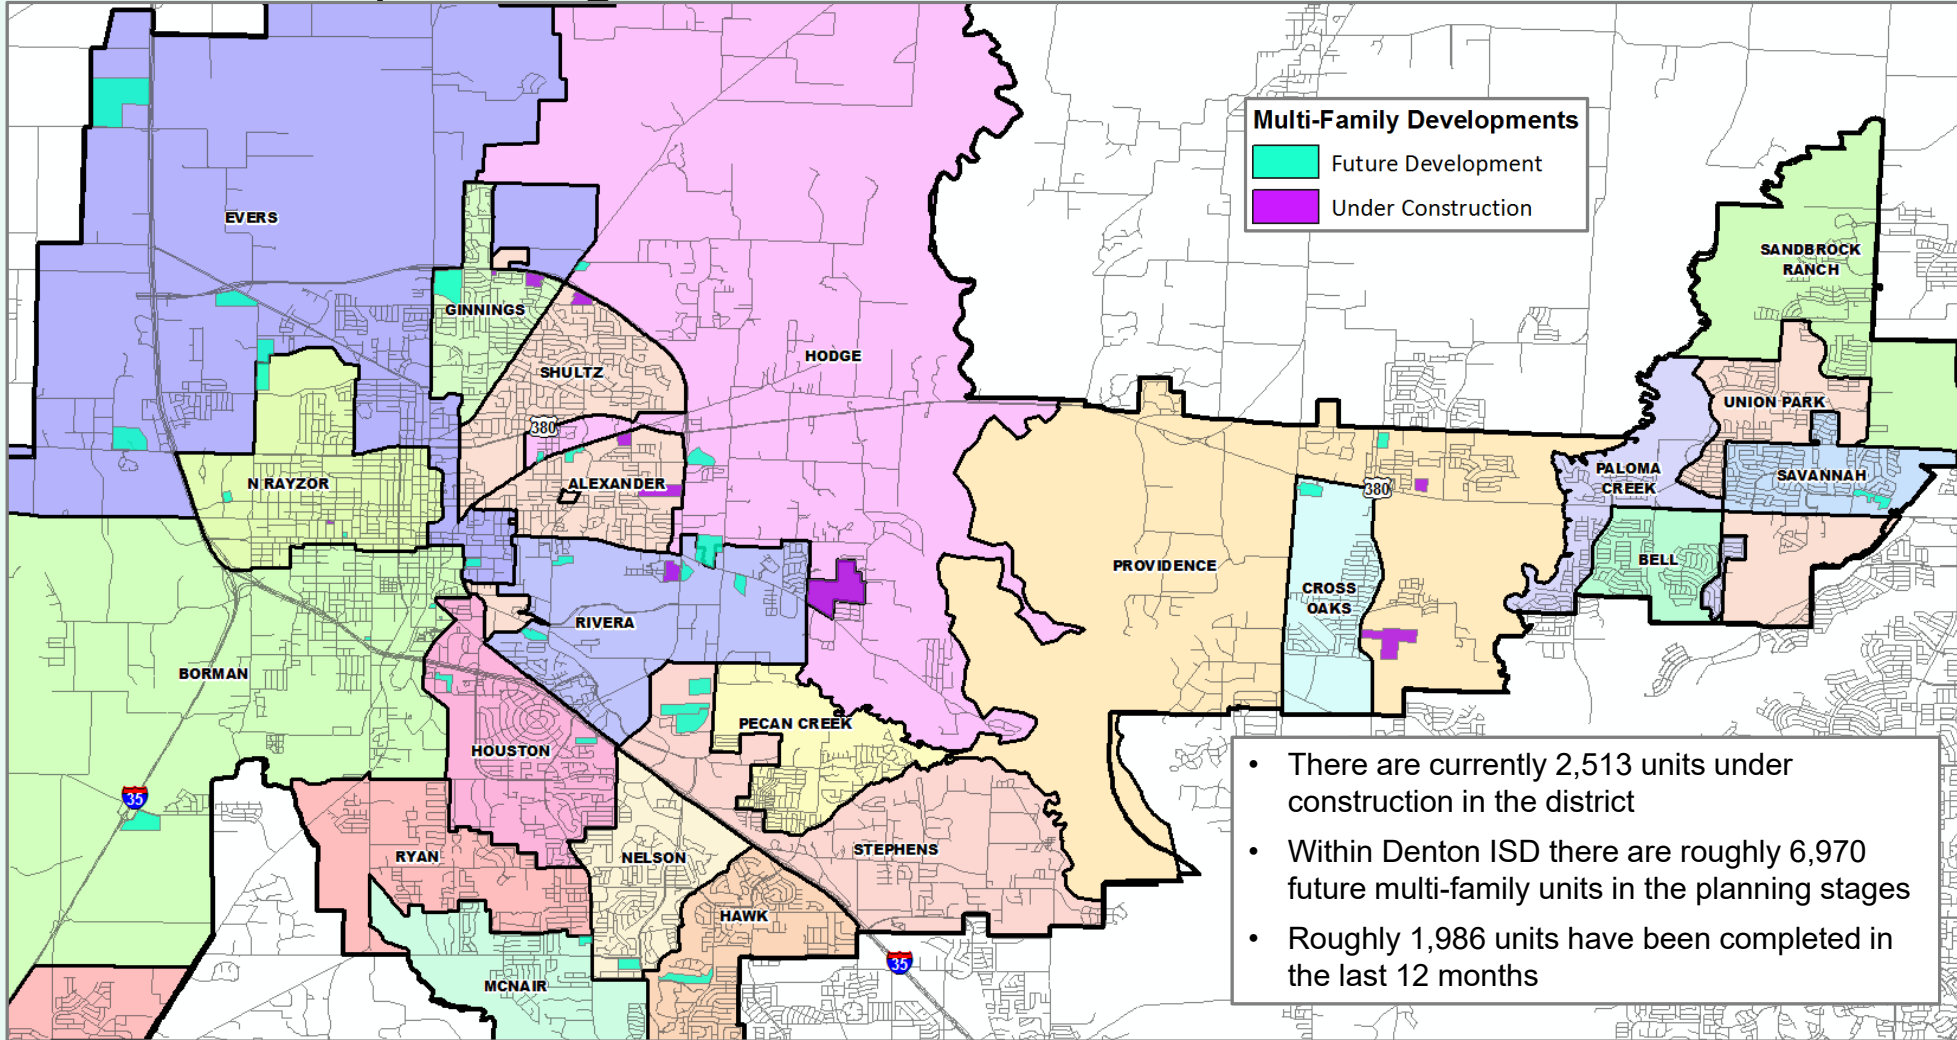 Multi-Family Developments
Future Development
Under Construction
EVERS
SANDBROCK
RANCH
GINNINGS
HODGE
SHULTZ
UNION PARK
380
N RAYZOR
ALEXANDER
PALOMA
CREEK
SAVANNAH
380
PROVIDENCE
BELL
CROSS
OAKS
RIVERA
BORMAN
PECAN CREEK
HOUSTON
35
RYAN
NELSON
STEPHENS
HAWK
35
MCNAIR
• There are currently 2,513 units under
construction in the district
• Within Denton ISD there are roughly 6,970
future multi-family units in the planning stages
• Roughly 1,986 units have been completed in
the last 12 months